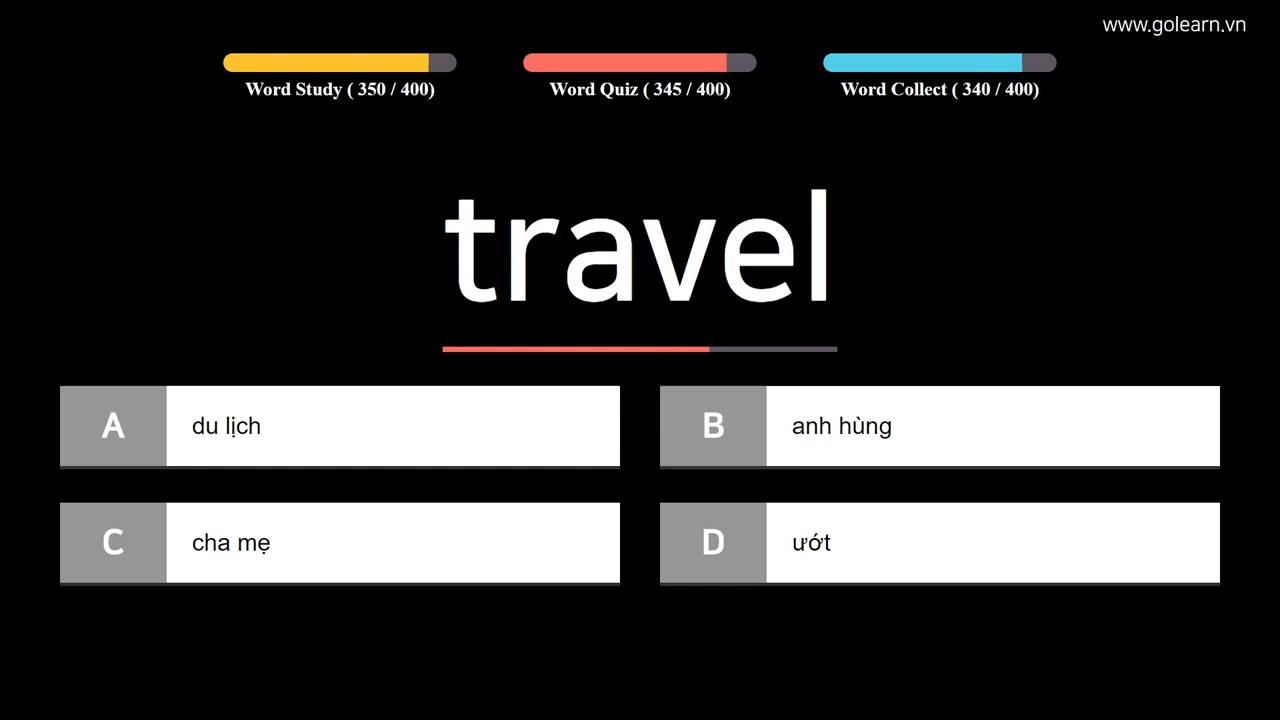 www.golearn.vn
Word Study ( 350 / 400)
Word Quiz ( 345 / 400)
Word Collect ( 340 / 400)
travel
A du lịch
B anh hùng
C cha mẹ
D ướt